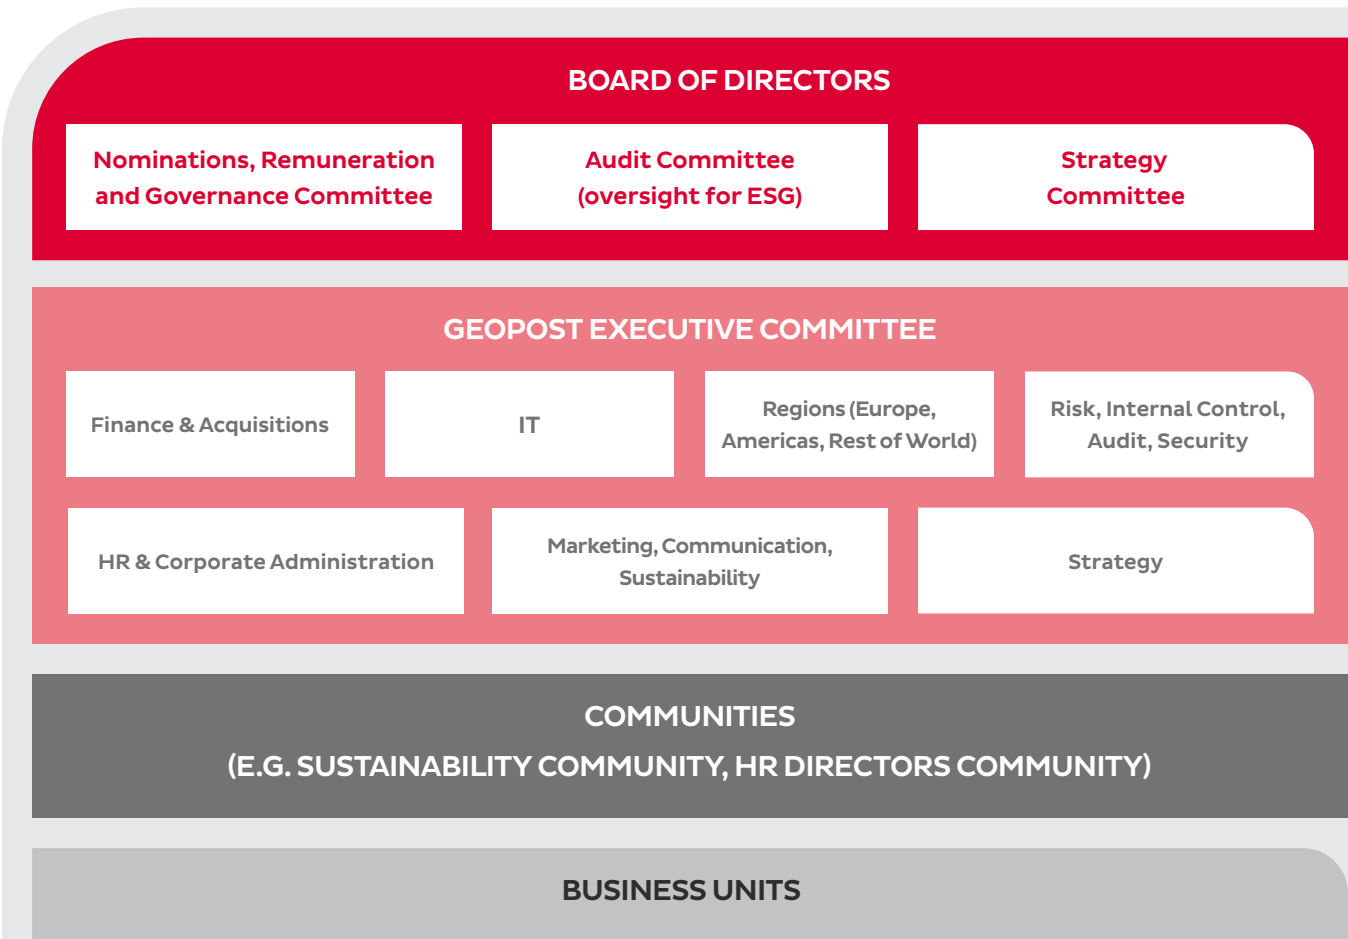 BOARD OF DIRECTORS
Nominations, Remuneration
and Governance Committee
Audit Committee
(oversight for ESG)
Strategy
Committee
GEOPOST EXECUTIVE COMMITTEE
Finance & Acquisitions
IT
Regions (Europe,
Americas, Rest of World)
Risk, Internal Control,
Audit, Security
HR & Corporate Administration
Marketing, Communication,
Sustainability
Strategy
COMMUNITIES
(E.G. SUSTAINABILITY COMMUNITY, HR DIRECTORS COMMUNITY)
BUSINESS UNITS